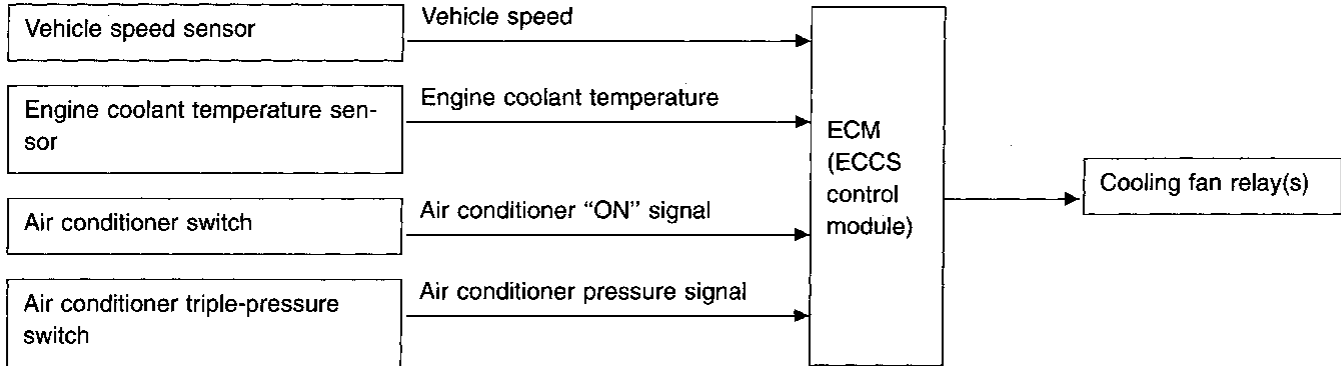 Vehicle speed sensor
Vehicle speed
Engine coolant temperature sen-
sor
Engine coolant temperature
Air conditioner switch
Air conditioner “ON” signal
Air conditioner triple-pressure
switch
Air conditioner pressure signal
ECM
(ECCS
control
module)
Cooling fan relay(s)